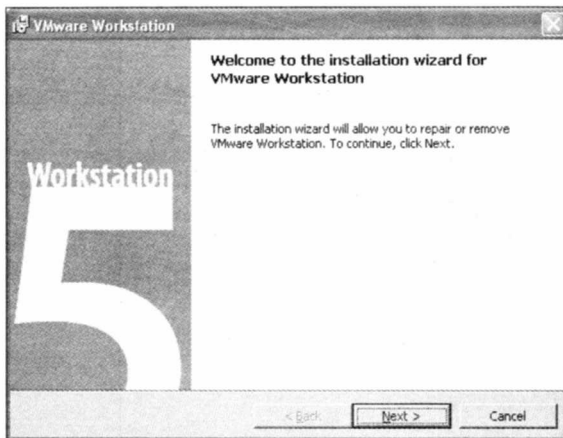 VMware Workstation
Welcome to the installation wizard for
VMware Workstation
The installation wizard will allow you to repair or remove
VMware Workstation. To continue, click Next.
Workstation
5
< Back
Next >
Cancel